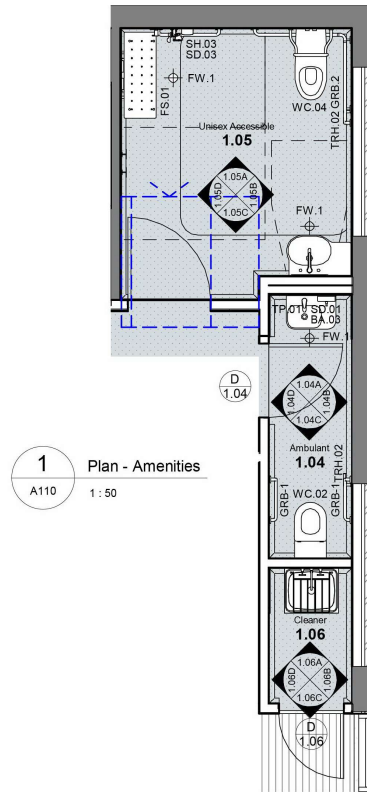 SH.03
SD.03
FW.1
FS.01
WC.04
TRH.02 GRB.2
Unisex Accessible
1.05
1.05A
1.05B
1.05C
1.05D
FW.1
TP.01 SD.01
BA.03
FW.1
D
1.04
1.04A
1.04B
1.04C
1.04D
Ambulant
1.04
GRB-1
WC.02
GRB-1 TRH.02
1
Plan - Amenities
A110
1 : 50
Cleaner
1.06
1.06A
1.06B
1.06C
1.06D
D
1.06